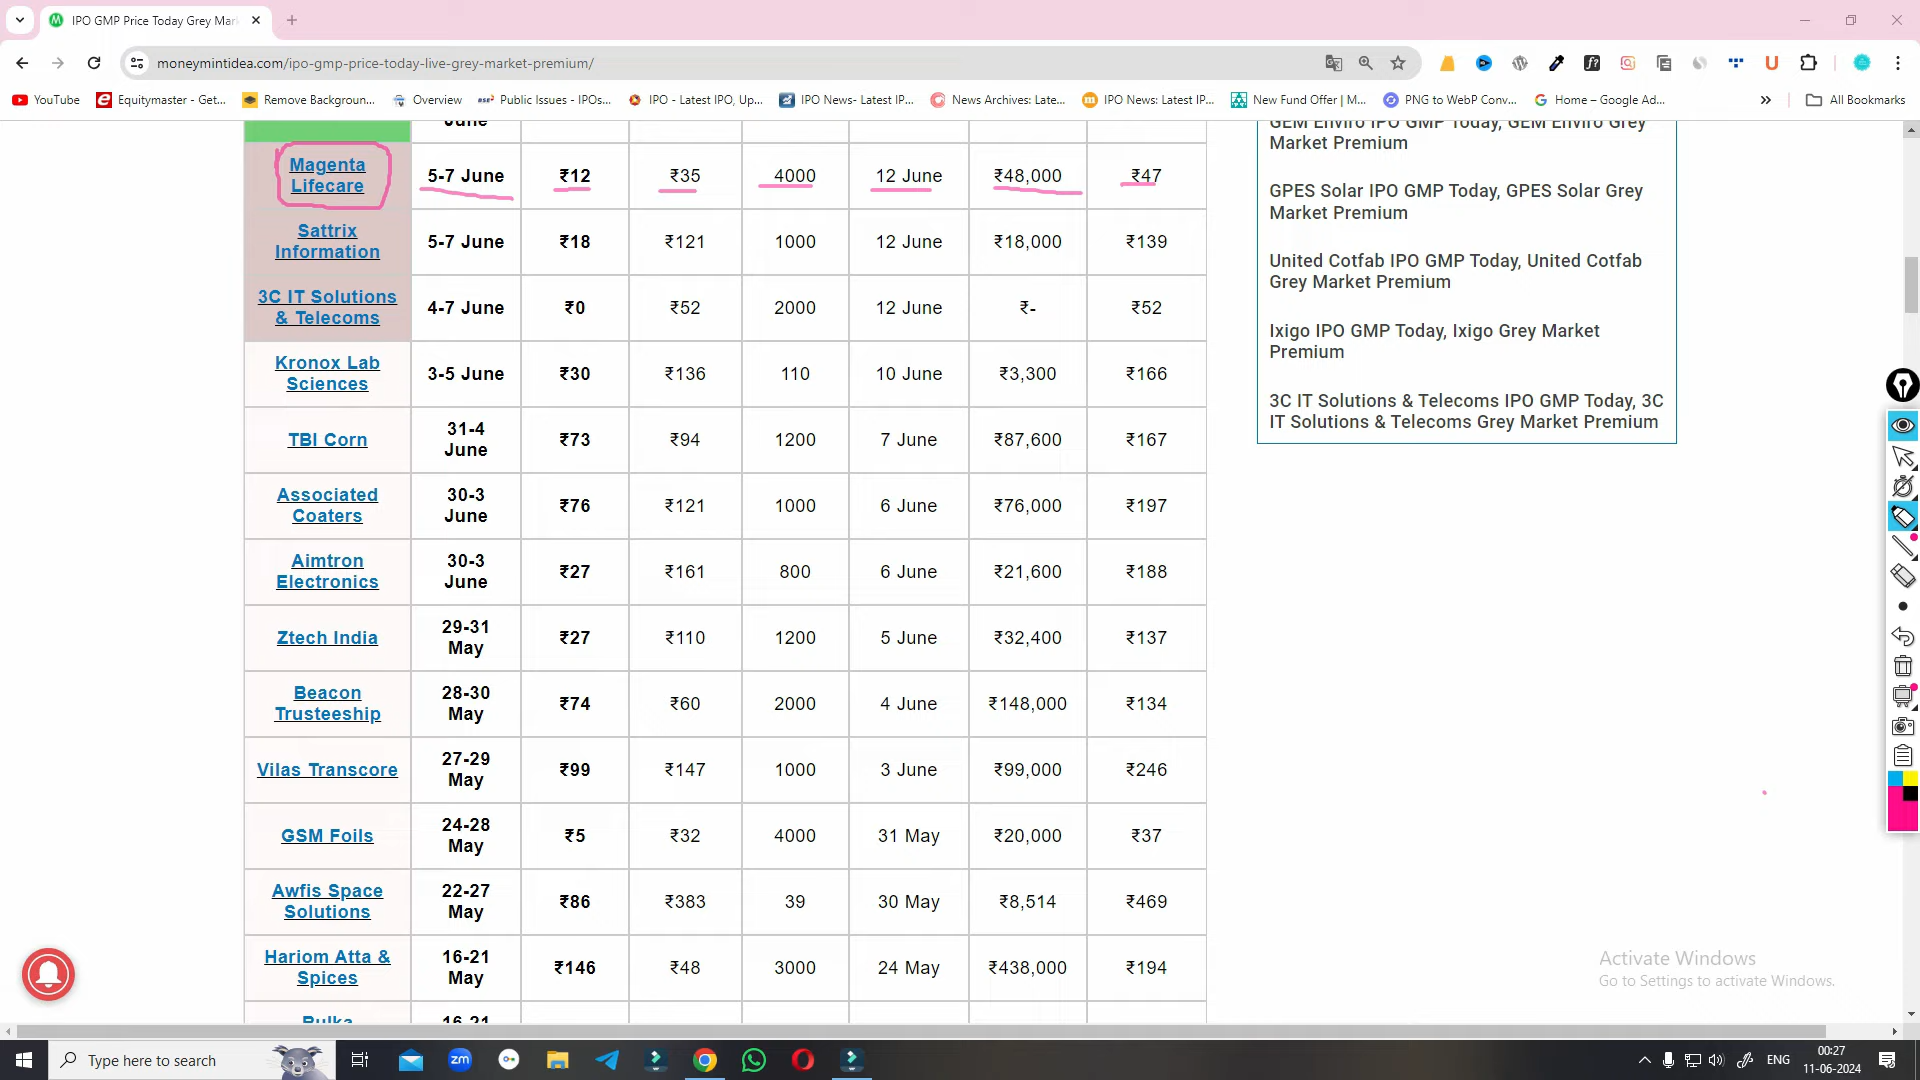 IPO GMP Price Today Grey Mar
moneymintidea.com/ipo-gmp-price-today-live-grey-market-premium/
YouTube
Equitymaster - Get...
Remove Backgroun...
Overview
Public Issues - IPOs...
IPO - Latest IPO, Up...
IPO News- Latest IP...
News Archives: Late...
IPO News: Latest IP...
New Fund Offer | M...
PNG to WebP Conv...
Home – Google Ad...
All Bookmarks
June
Magenta
Lifecare
5-7 June
₹12
₹35
4000
12 June
₹48,000
₹47
Sattrix
Information
5-7 June
₹18
₹121
1000
12 June
₹18,000
₹139
3C IT Solutions
& Telecoms
4-7 June
₹0
₹52
2000
12 June
₹-
₹52
Kronox Lab
Sciences
3-5 June
₹30
₹136
110
10 June
₹3,300
₹166
TBI Corn
31-4
June
₹73
₹94
1200
7 June
₹87,600
₹167
Associated
Coaters
30-3
June
₹76
₹121
1000
6 June
₹76,000
₹197
Aimtron
Electronics
30-3
June
₹27
₹161
800
6 June
₹21,600
₹188
Ztech India
29-31
May
₹27
₹110
1200
5 June
₹32,400
₹137
Beacon
Trusteeship
28-30
May
₹74
₹60
2000
4 June
₹148,000
₹134
Vilas Transcore
27-29
May
₹99
₹147
1000
3 June
₹99,000
₹246
GSM Foils
24-28
May
₹5
₹32
4000
31 May
₹20,000
₹37
Awfis Space
Solutions
22-27
May
₹86
₹383
39
30 May
₹8,514
₹469
Hariom Atta &
Spices
16-21
May
₹146
₹48
3000
24 May
₹438,000
₹194
16-21
GEM Enviro IPO GMP Today, GEM Enviro Grey
Market Premium
GPES Solar IPO GMP Today, GPES Solar Grey
Market Premium
United Cotfab IPO GMP Today, United Cotfab
Grey Market Premium
Ixigo IPO GMP Today, Ixigo Grey Market
Premium
3C IT Solutions & Telecoms IPO GMP Today, 3C
IT Solutions & Telecoms Grey Market Premium
Activate Windows
Go to Settings to activate Windows.
Type here to search
ENG
00:27
11-06-2024